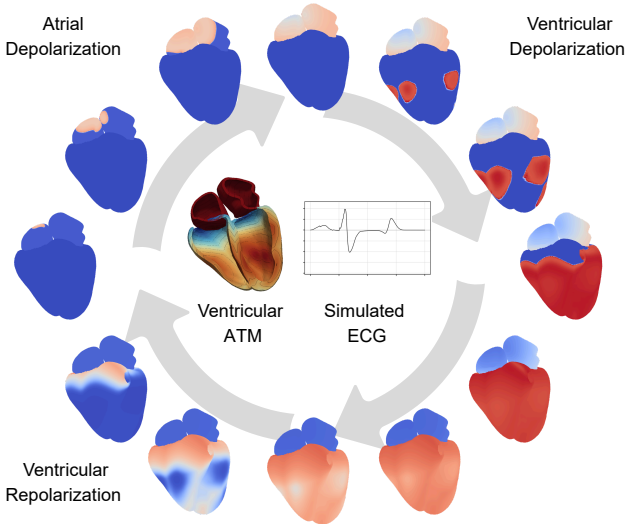 Atrial
Depolarization
Ventricular
Depolarization
Ventricular
ATM
Simulated
ECG
Ventricular
Repolarization